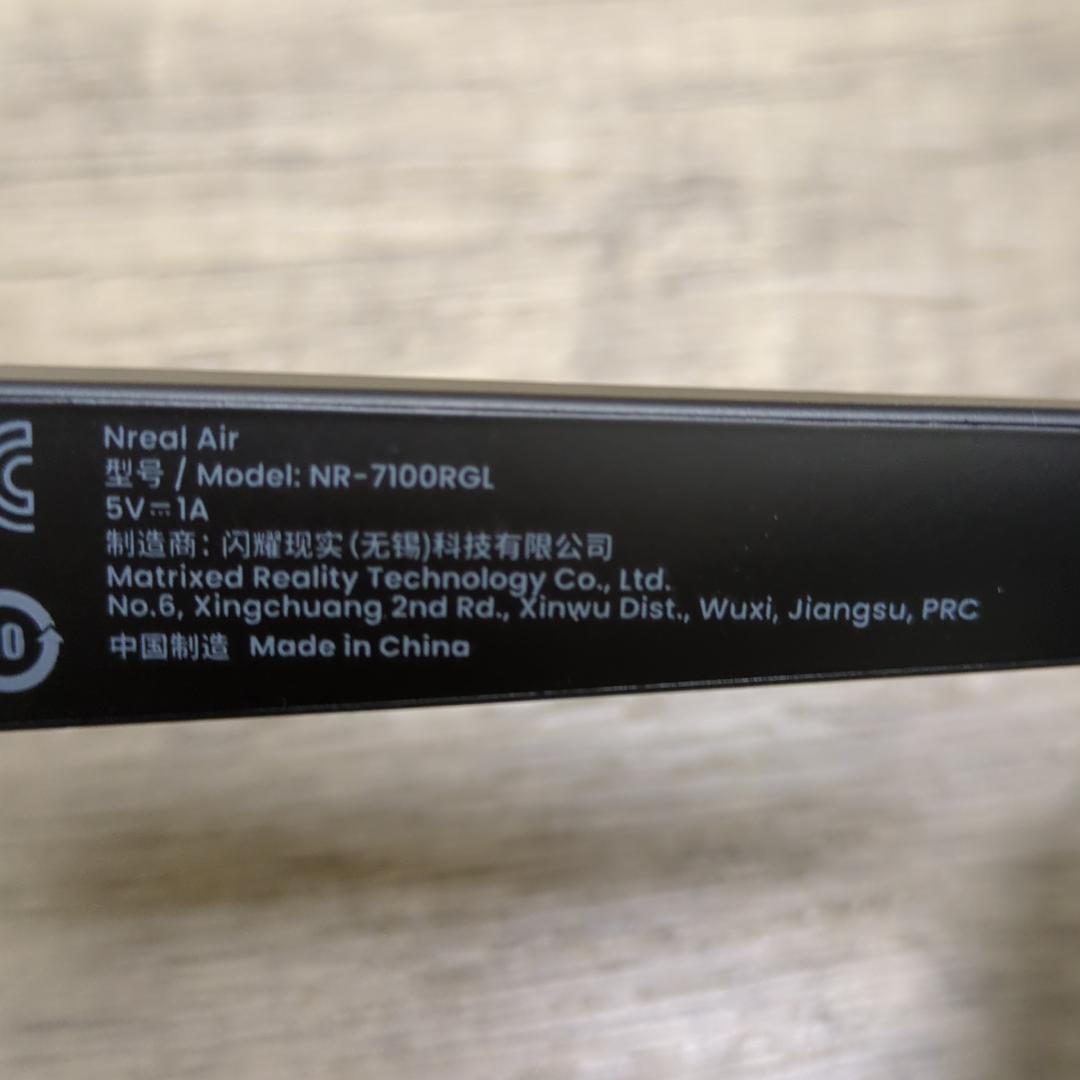 Nreal Air
型号 / Model: NR-7100RGL
5V⎓1A
制造商: 闪耀现实(无锡)科技有限公司
Matrixed Reality Technology Co., Ltd.
No.6, Xingchuang 2nd Rd., Xinwu Dist., Wuxi, Jiangsu, PRC
中国制造 Made in China